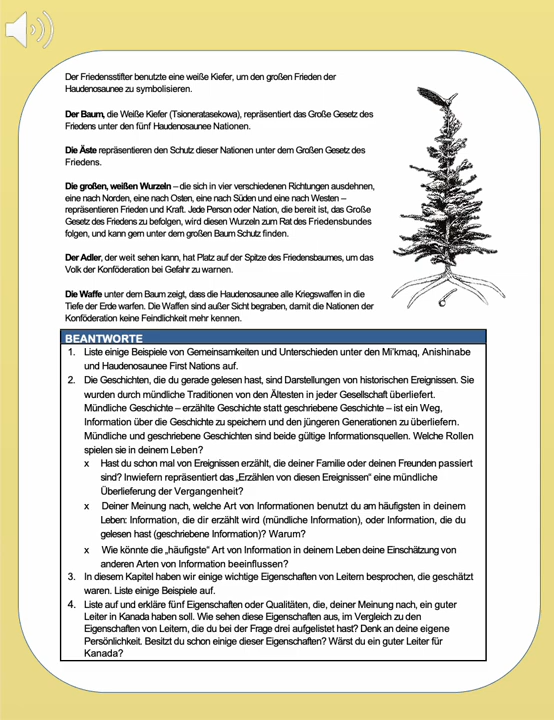 Der Friedensstifter benutzte eine weiße Kiefer, um den großen Frieden der
Haudenosaunee zu symbolisieren.
Der Baum, die Weiße Kiefer (Tsioneratasekowa), repräsentiert das Große Gesetz des
Friedens unter den fünf Haudenosaunee Nationen.
Die Äste repräsentieren den Schutz dieser Nationen unter dem Großen Gesetz des
Friedens.
Die großen, weißen Wurzeln – die sich in vier verschiedenen Richtungen ausdehnen,
eine nach Norden, eine nach Osten, eine nach Süden und eine nach Westen –
repräsentieren Frieden und Kraft. Jede Person oder Nation, die bereit ist, das Große
Gesetz des Friedens zu befolgen, wird diesen Wurzeln zum Rat des Friedensbundes
folgen, und kann gern unter dem großen Baum Schutz finden.
Der Adler, der weit sehen kann, hat Platz auf der Spitze des Friedensbaumes, um das
Volk der Konföderation bei Gefahr zu warnen.
Die Waffe unter dem Baum zeigt, dass die Haudenosaunee alle Kriegswaffen in die
Tiefe der Erde warfen. Die Waffen sind außer Sicht begraben, damit die Nationen der
Konföderation keine Feindlichkeit mehr kennen.
BEANTWORTE
1. Liste einige Beispiele von Gemeinsamkeiten und Unterschieden unter den Mi'kmaq, Anishinabe
und Haudenosaunee First Nations auf.
2. Die Geschichten, die du gerade gelesen hast, sind Darstellungen von historischen Ereignissen. Sie
wurden durch mündliche Traditionen von den Ältesten in jeder Gesellschaft überliefert.
Mündliche Geschichte – erzählte Geschichte statt geschriebene Geschichte – ist ein Weg,
Information über die Geschichte zu speichern und den jüngeren Generationen zu überliefern.
Mündliche und geschriebene Geschichten sind beide gültige Informationsquellen. Welche Rollen
spielen sie in deinem Leben?
x Hast du schon mal von Ereignissen erzählt, die deiner Familie oder deinen Freunden passiert
sind? Inwiefern repräsentiert das „Erzählen von diesen Ereignissen" eine mündliche
Überlieferung der Vergangenheit?
x Deiner Meinung nach, welche Art von Informationen benutzt du am häufigsten in deinem
Leben: Information, die dir erzählt wird (mündliche Information), oder Information, die du
gelesen hast (geschriebene Information)? Warum?
x Wie könnte die „häufigste" Art von Information in deinem Leben deine Einschätzung von
anderen Arten von Information beeinflussen?
3. In diesem Kapitel haben wir einige wichtige Eigenschaften von Leitern besprochen, die geschätzt
waren. Liste einige Beispiele auf.
4. Liste auf und erkläre fünf Eigenschaften oder Qualitäten, die, deiner Meinung nach, ein guter
Leiter in Kanada haben soll. Wie sehen diese Eigenschaften aus, im Vergleich zu den
Eigenschaften von Leitern, die du bei der Frage drei aufgelistet hast? Denk an deine eigene
Persönlichkeit. Besitzt du schon einige dieser Eigenschaften? Wärst du ein guter Leiter für
Kanada?